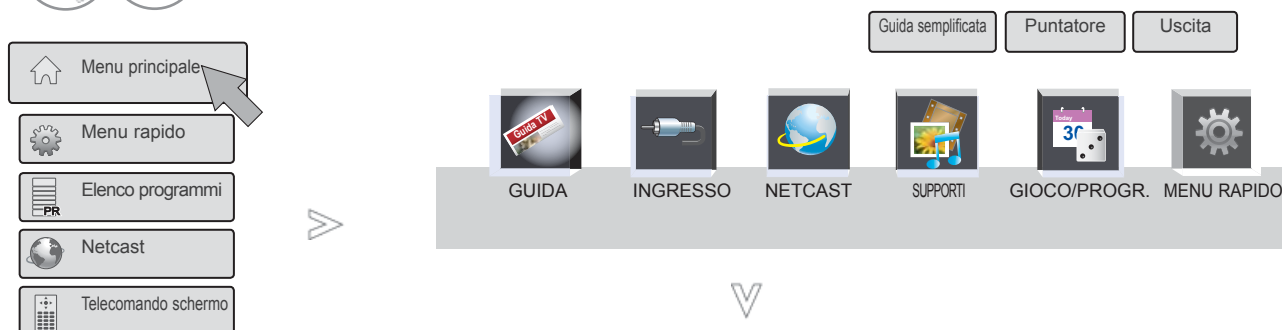 Menu principale
Menu rapido
Elenco programmi
PR
Netcast
Telecomando schermo
Guida semplificata
Puntatore
Uscita
Guida TV
Today
30
GUIDA
INGRESSO
NETCAST
SUPPORTI
GIOCO/PROGR.
MENU RAPIDO